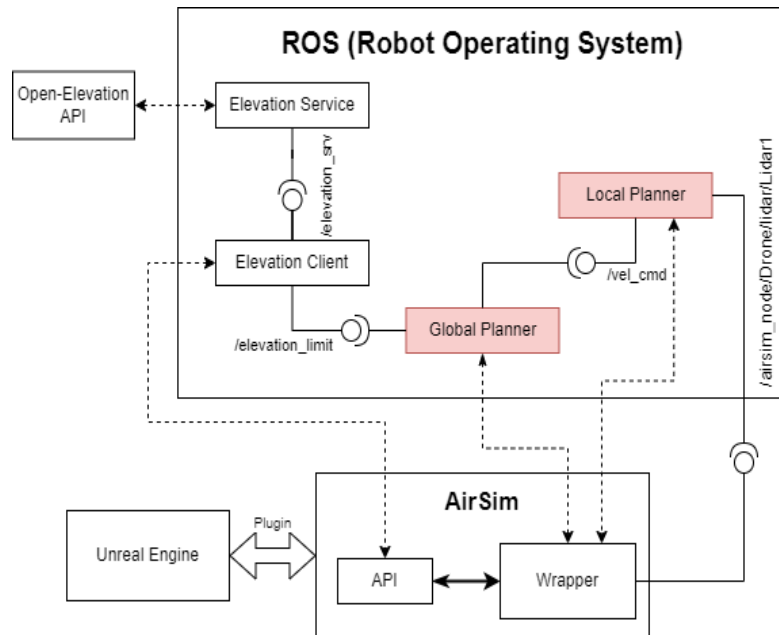 ROS (Robot Operating System)
Open-Elevation
API
Elevation Service
/elevation_srv
Local Planner
/airsim_node/Drone/lidar/Lidar1
Elevation Client
/vel_cmd
Global Planner
/elevation_limit
AirSim
Plugin
Unreal Engine
API
Wrapper